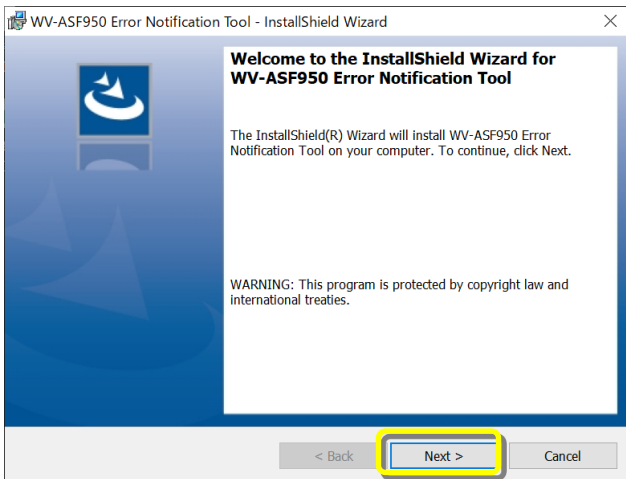 WV-ASF950 Error Notification Tool - InstallShield Wizard
Welcome to the InstallShield Wizard for
WV-ASF950 Error Notification Tool
The InstallShield(R) Wizard will install WV-ASF950 Error
Notification Tool on your computer. To continue, click Next.
WARNING: This program is protected by copyright law and
international treaties.
< Back Next > Cancel